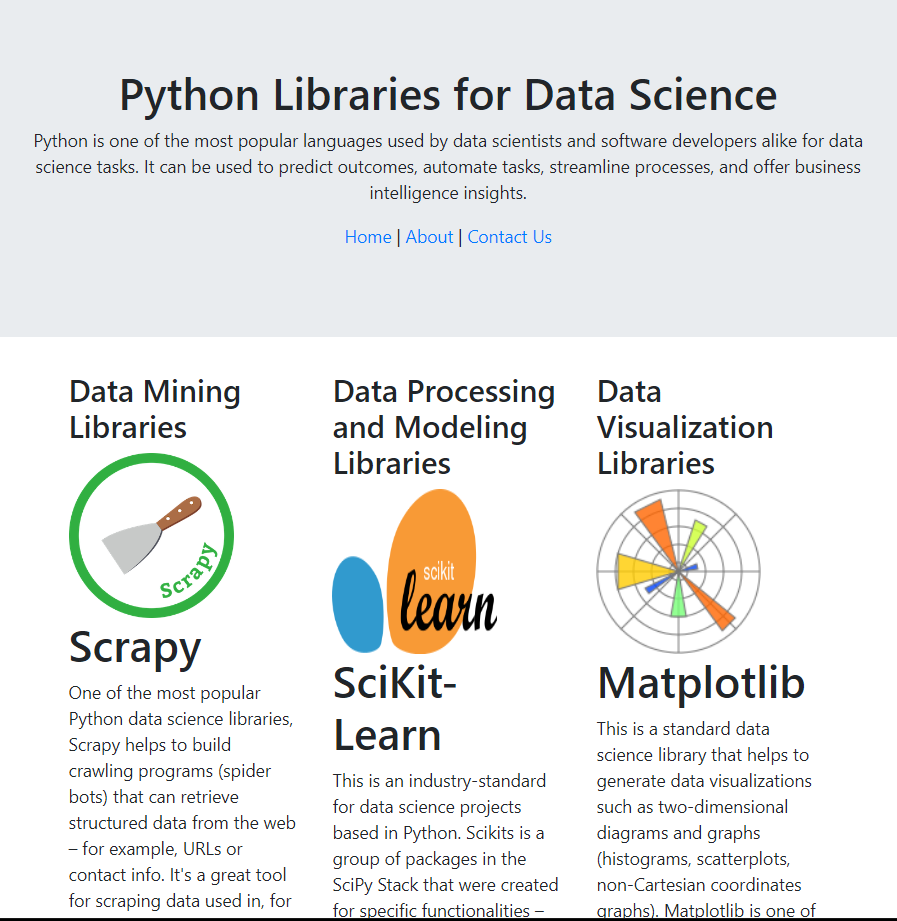 Python Libraries for Data Science
Python is one of the most popular languages used by data scientists and software developers alike for data
science tasks. It can be used to predict outcomes, automate tasks, streamline processes, and offer business
intelligence insights.
Home | About | Contact Us
Data Mining
Libraries
Scrapy
Scrapy
One of the most popular
Python data science libraries,
Scrapy helps to build
crawling programs (spider
bots) that can retrieve
structured data from the web
– for example, URLs or
contact info. It's a great tool
for scraping data used in, for
Data Processing
and Modeling
Libraries
scikit
learn
SciKit-
Learn
This is an industry-standard
for data science projects
based in Python. Scikits is a
group of packages in the
SciPy Stack that were created
for specific functionalities –
Data
Visualization
Libraries
Matplotlib
This is a standard data
science library that helps to
generate data visualizations
such as two-dimensional
diagrams and graphs
(histograms, scatterplots,
non-Cartesian coordinates
graphs). Matplotlib is one of